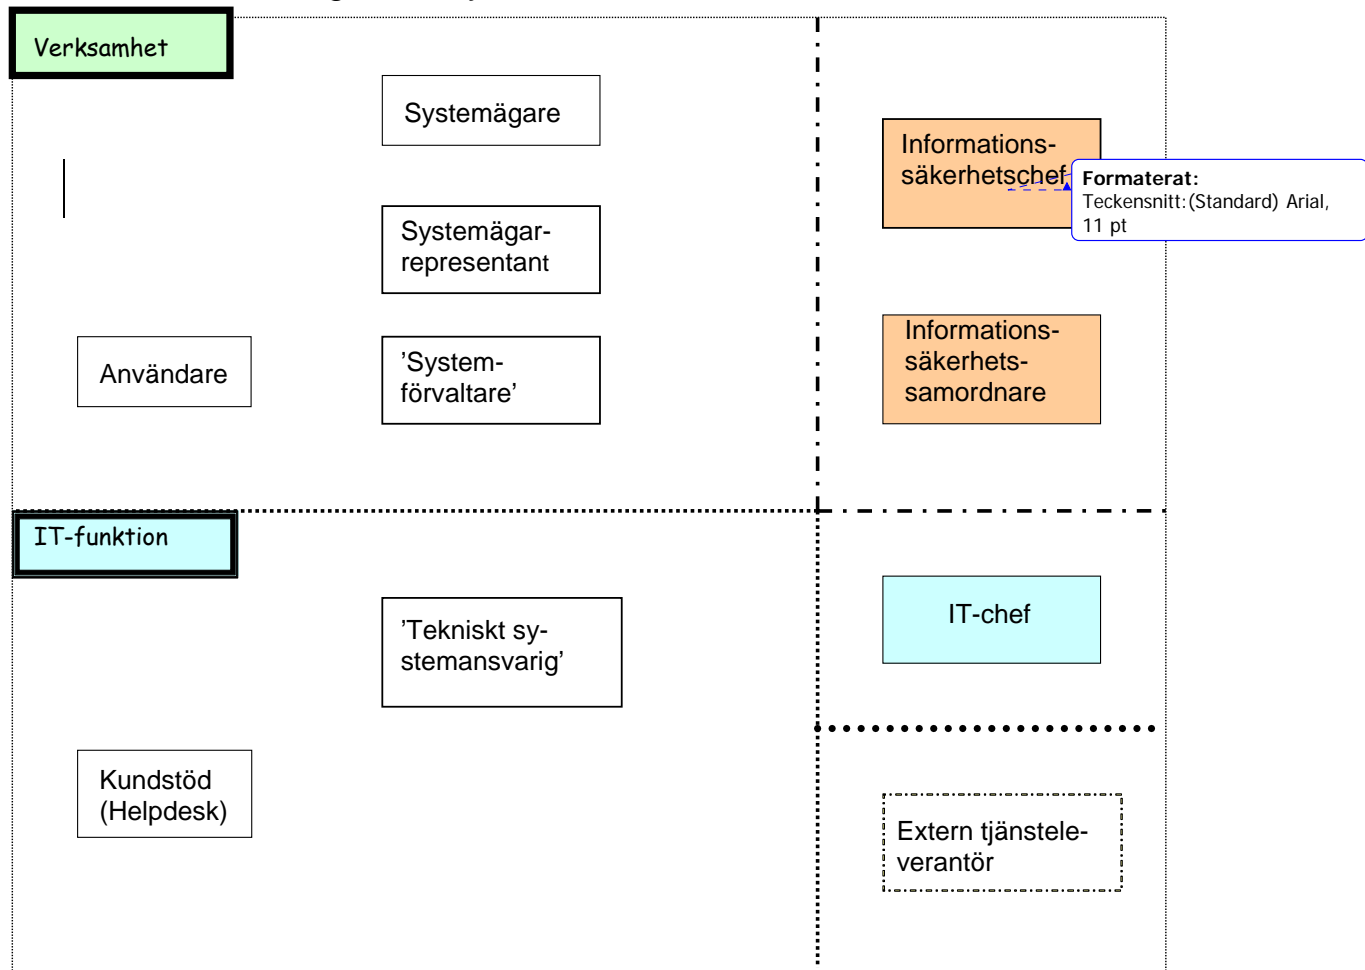 Verksamhet
Systemägare
Informations-
säkerhetschef
Formaterat:
Teckensnitt:(Standard) Arial,
11 pt
Systemägar-
representant
Användare
’System-
förvaltare’
Informations-
säkerhets-
samordnare
IT-funktion
’Tekniskt sy-
stemansvarig’
IT-chef
Kundstöd
(Helpdesk)
Extern tjänstele-
verantör